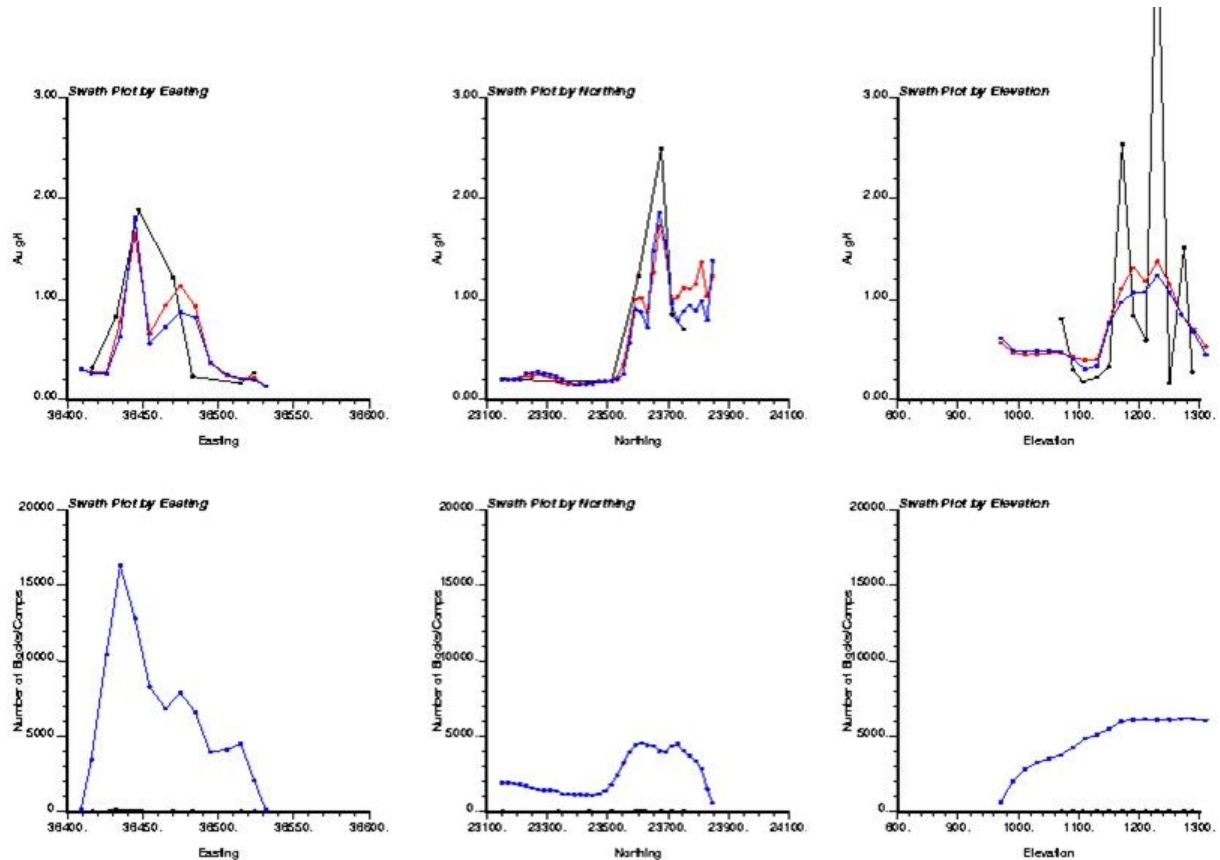 Swath Plot by Easting
3.00
2.00
1.00
0.00
Au g/t
36400. 36450. 36500. 36550. 36600.
Easting
Swath Plot by Northing
3.00
2.00
1.00
0.00
Au g/t
23100. 23300. 23500. 23700. 23900. 24100.
Northing
Swath Plot by Elevation
3.00
2.00
1.00
0.00
Au g/t
600. 900. 1000. 1100. 1200. 1300.
Elevation
Swath Plot by Easting
20000.
15000.
10000.
5000.
0.
Number of Blocks/Comps
36400. 36450. 36500. 36550. 36600.
Easting
Swath Plot by Northing
20000.
15000.
10000.
5000.
0.
Number of Blocks/Comps
23100. 23300. 23500. 23700. 23900. 24100.
Northing
Swath Plot by Elevation
20000.
15000.
10000.
5000.
0.
Number of Blocks/Comps
600. 900. 1000. 1100. 1200. 1300.
Elevation